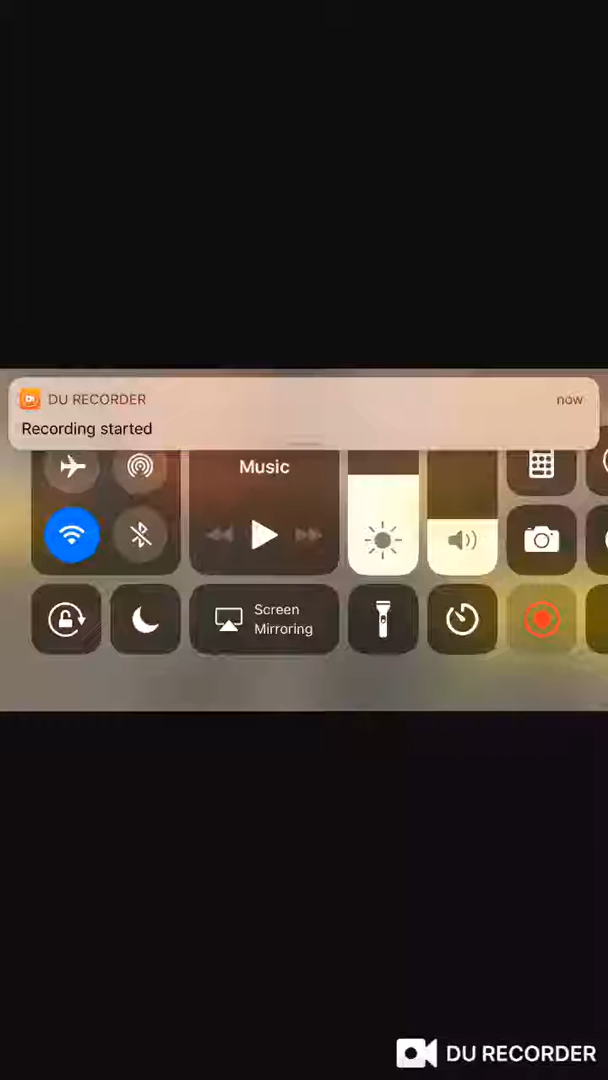 DU RECORDER
now
Recording started
Music
Screen
Mirroring
DU RECORDER